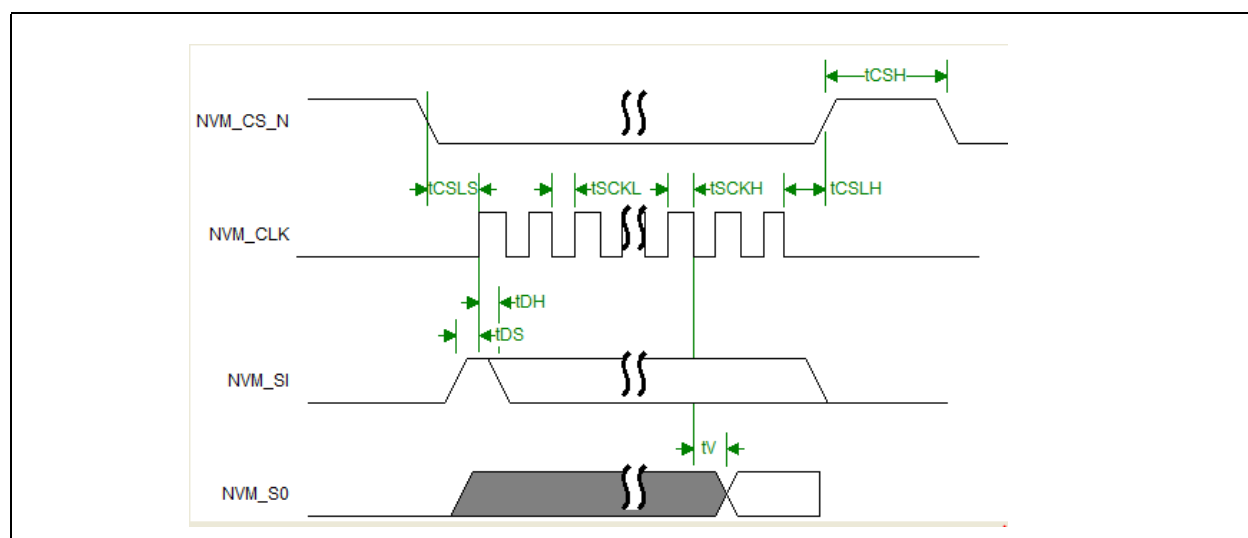 tCSH
NVM_CS_N
tCSLS
tSCKL
tSCKH
tCSLH
NVM_CLK
tDH
tDS
NVM_SI
tV
NVM_S0